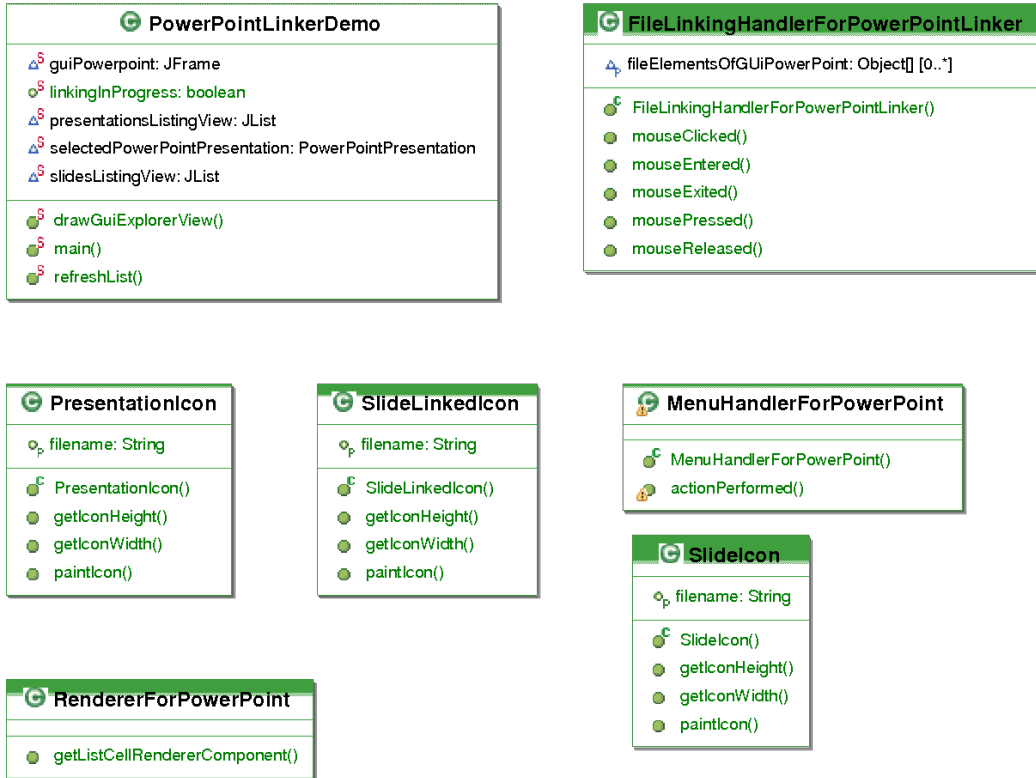 PowerPointLinkerDemo
guiPowerpoint: JFrame
linkingInProgress: boolean
presentationsListingView: JList
selectedPowerPointPresentation: PowerPointPresentation
slidesListingView: JList
drawGuiExplorerView()
main()
refreshList()
FileLinkingHandlerForPowerPointLinker
fileElementsOfGUiPowerPoint: Object[] [0..*]
FileLinkingHandlerForPowerPointLinker()
mouseClicked()
mouseEntered()
mouseExited()
mousePressed()
mouseReleased()
PresentationIcon
filename: String
PresentationIcon()
getIconHeight()
getIconWidth()
paintIcon()
SlideLinkedIcon
filename: String
SlideLinkedIcon()
getIconHeight()
getIconWidth()
paintIcon()
MenuHandlerForPowerPoint
MenuHandlerForPowerPoint()
actionPerformed()
SlideIcon
filename: String
SlideIcon()
getIconHeight()
getIconWidth()
paintIcon()
RendererForPowerPoint
getListCellRendererComponent()